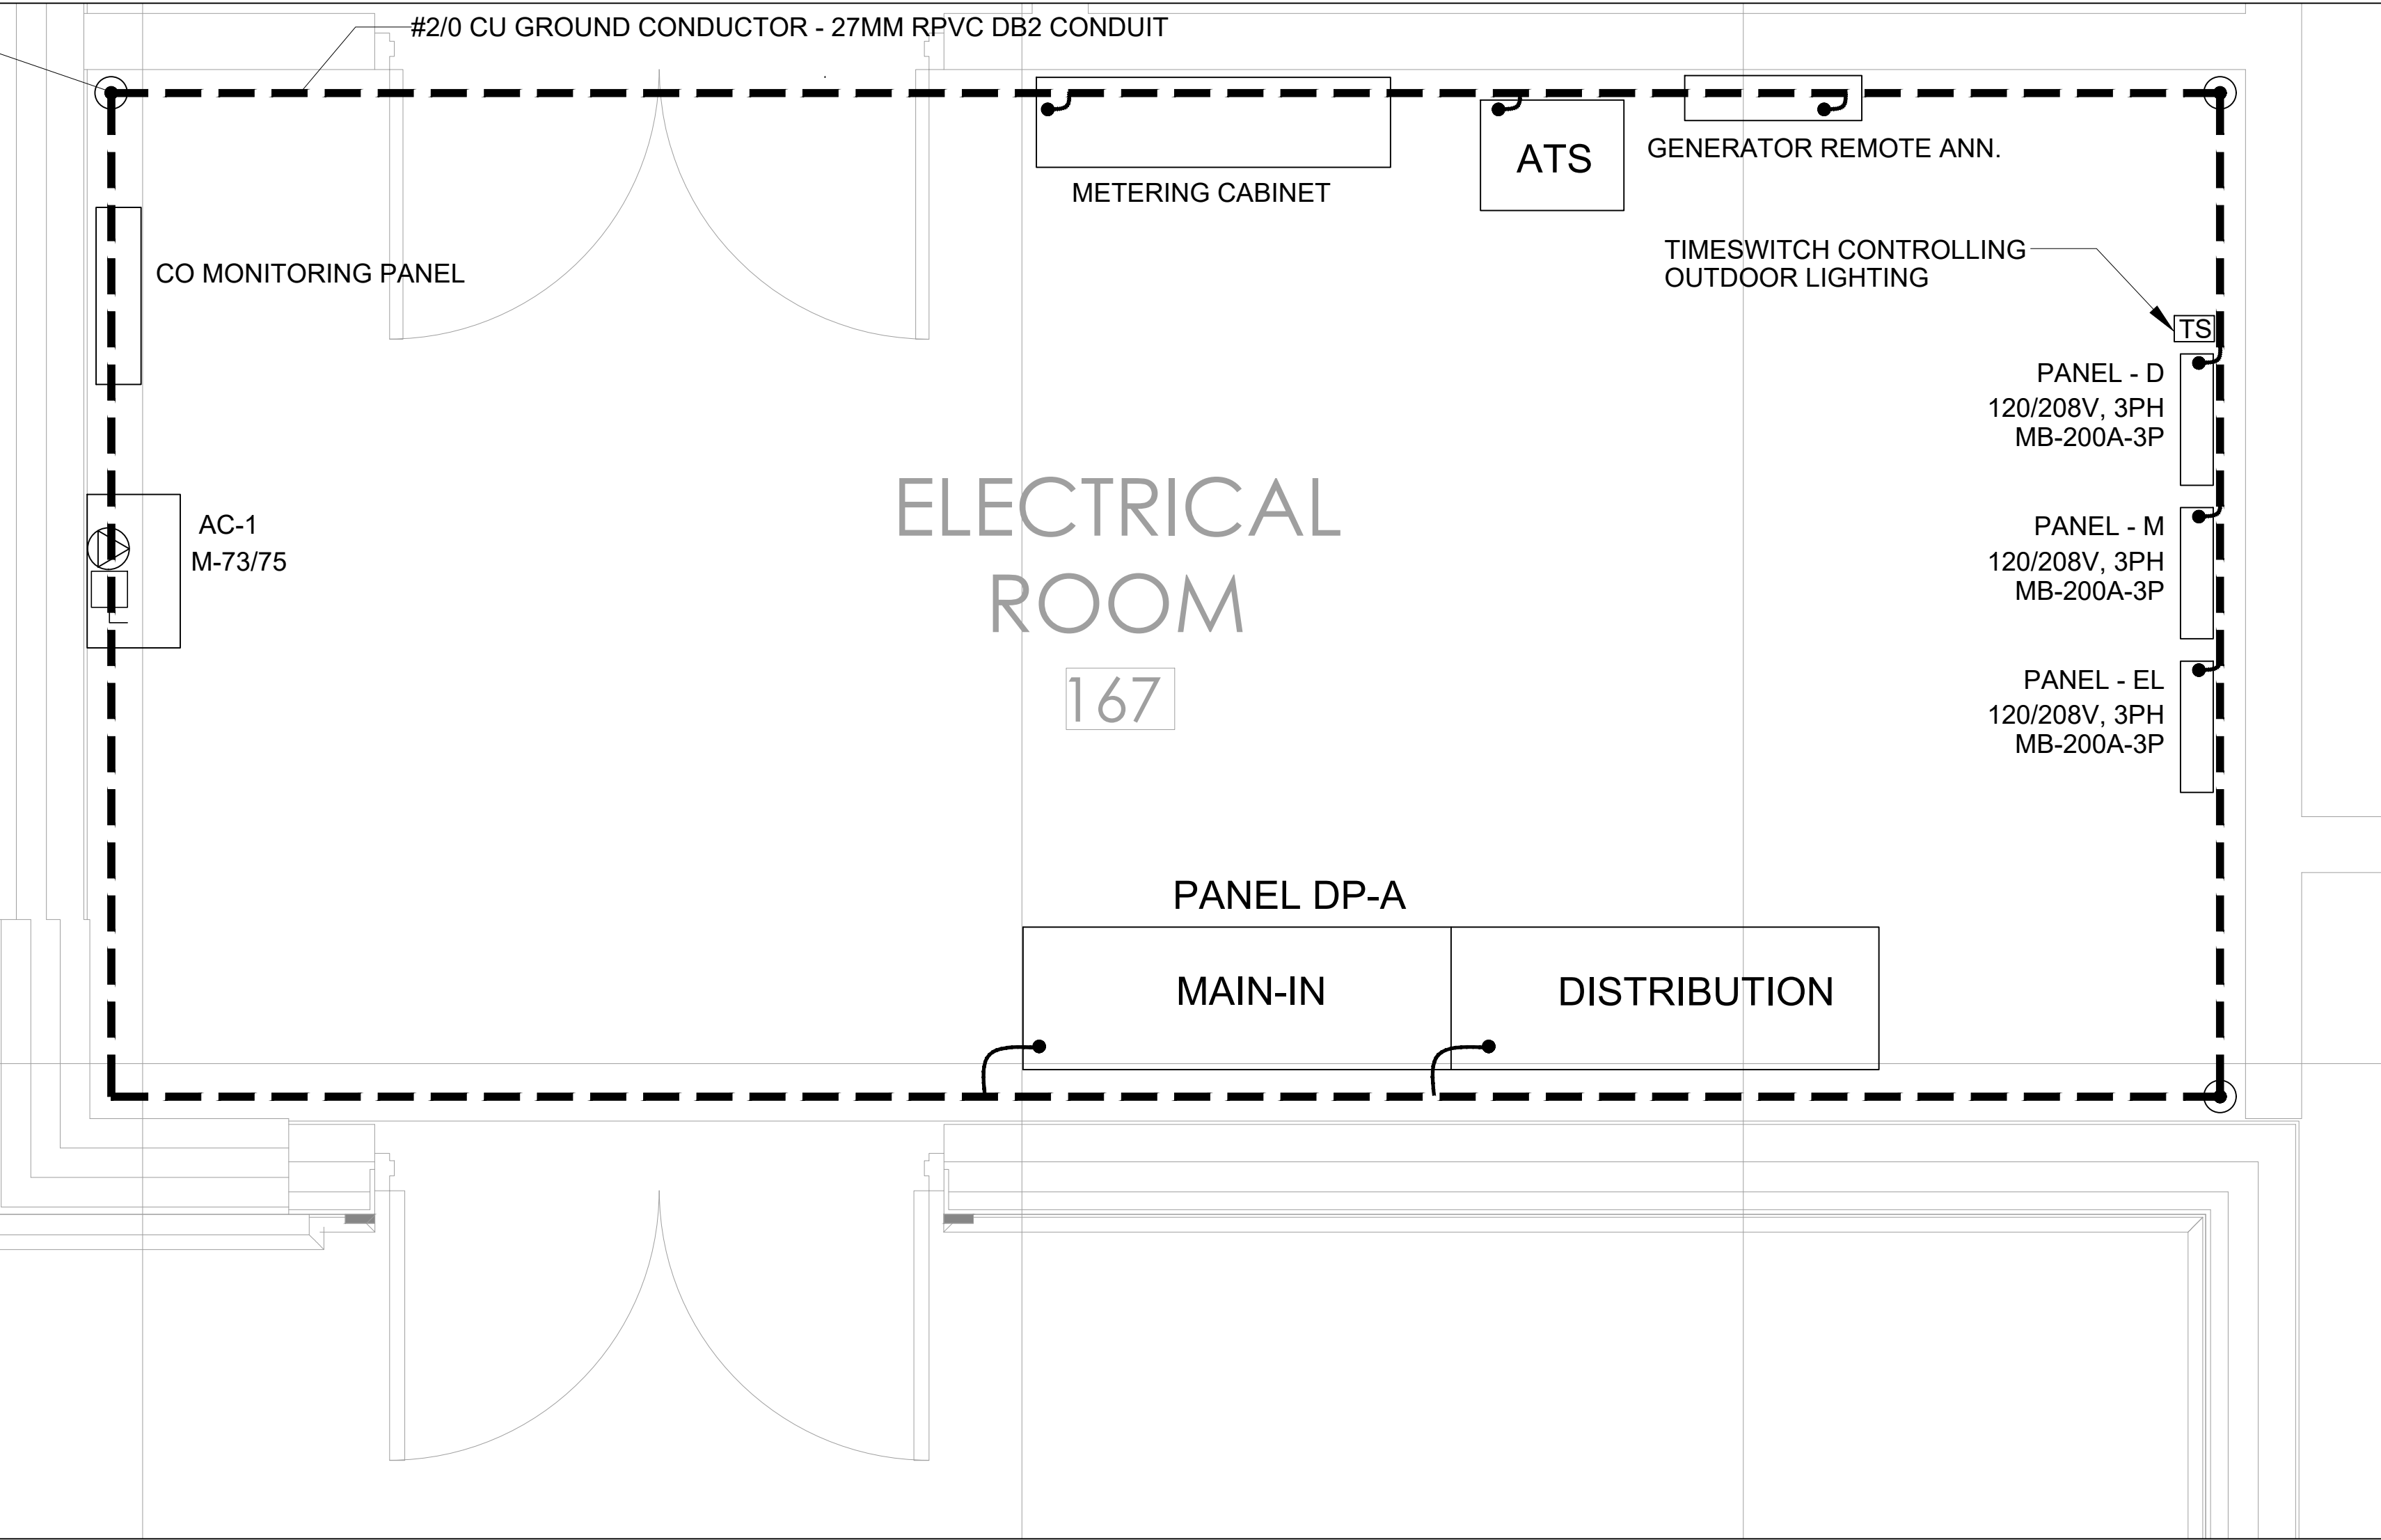 #2/0 CU GROUND CONDUCTOR - 27MM RPVC DB2 CONDUIT
METERING CABINET
ATS
GENERATOR REMOTE ANN.
CO MONITORING PANEL
TIMESWITCH CONTROLLING
OUTDOOR LIGHTING
TS
PANEL - D
120/208V, 3PH
MB-200A-3P
AC-1
M-73/75
ELECTRICAL
ROOM
167
PANEL - M
120/208V, 3PH
MB-200A-3P
PANEL - EL
120/208V, 3PH
MB-200A-3P
PANEL DP-A
MAIN-IN
DISTRIBUTION